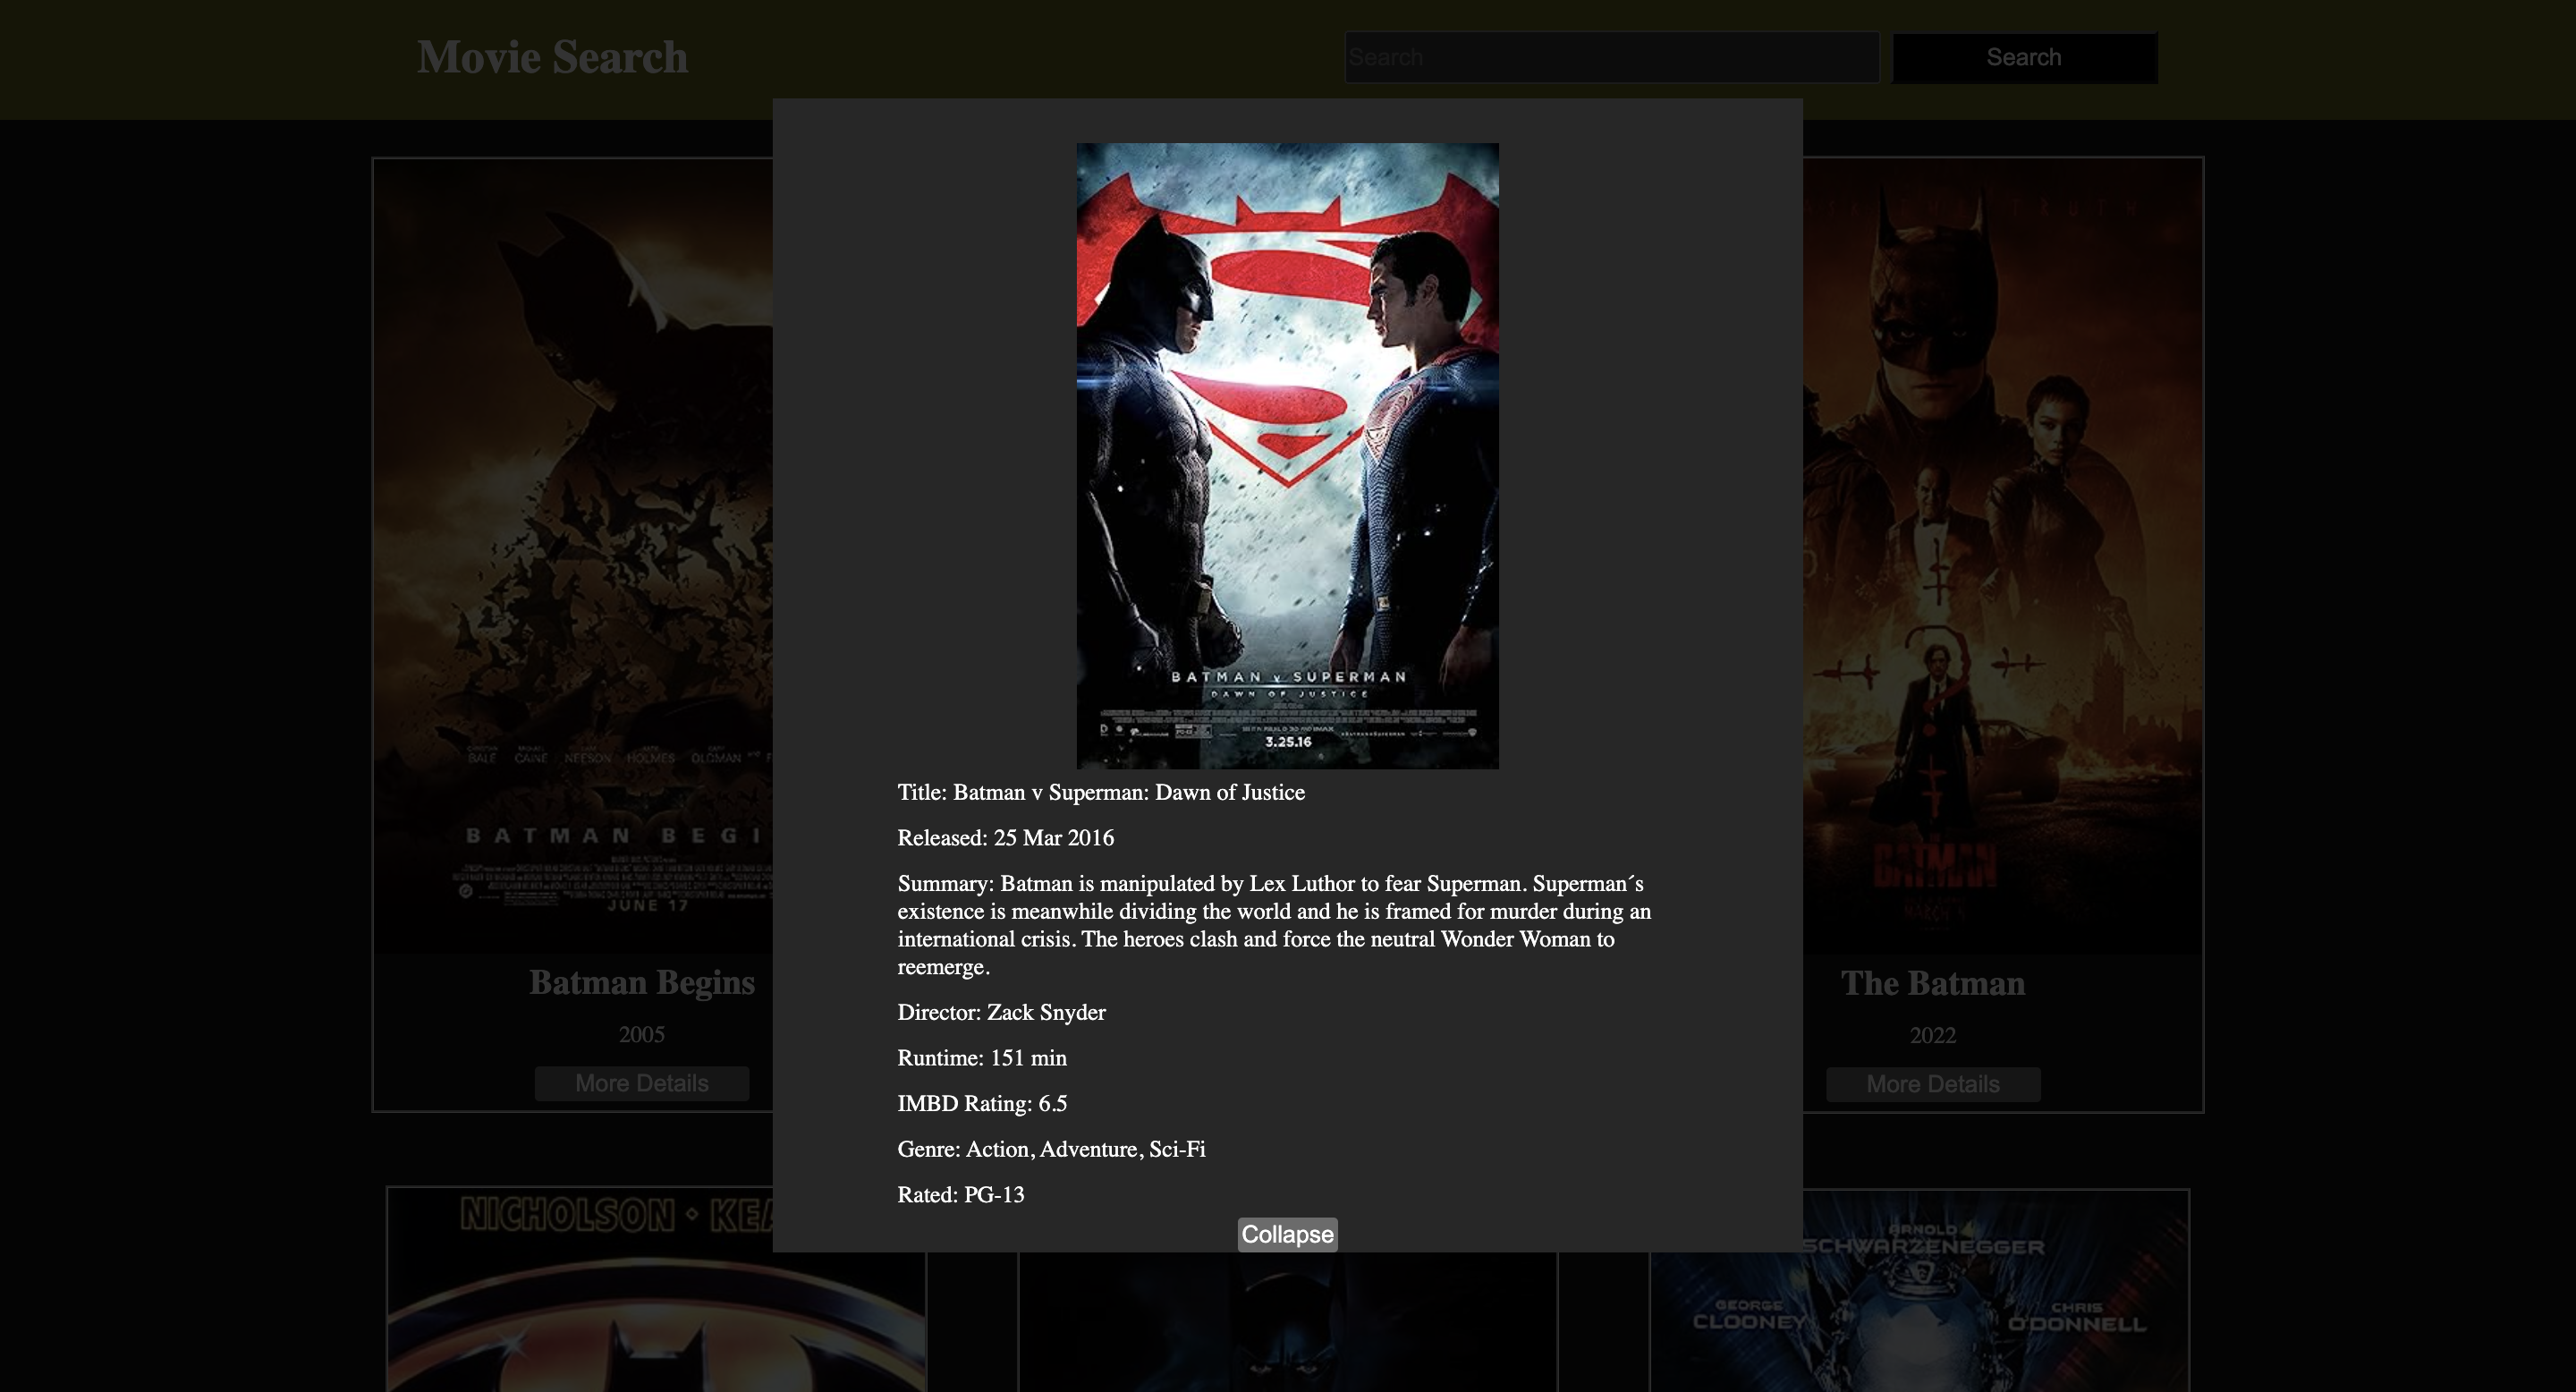 Movie Search
Search
Search
BATMAN v SUPERMAN
DAWN OF JUSTICE
3.25.16
Title: Batman v Superman: Dawn of Justice
Released: 25 Mar 2016
Summary: Batman is manipulated by Lex Luthor to fear Superman. Superman´s
existence is meanwhile dividing the world and he is framed for murder during an
international crisis. The heroes clash and force the neutral Wonder Woman to
reemerge.
Director: Zack Snyder
Runtime: 151 min
IMBD Rating: 6.5
Genre: Action, Adventure, Sci-Fi
Rated: PG-13
Collapse
BALE CAINE NEESON HOLMES OLDMAN
BATMAN BEGI
JUNE 17
Batman Begins
2005
More Details
TRUTH
THE
BATMAN
MARCH 4
The Batman
2022
More Details
NICHOLSON KEA
ARNOLD
SCHWARZENEGGER
GEORGE
CLOONEY
CHRIS
O'DONNELL